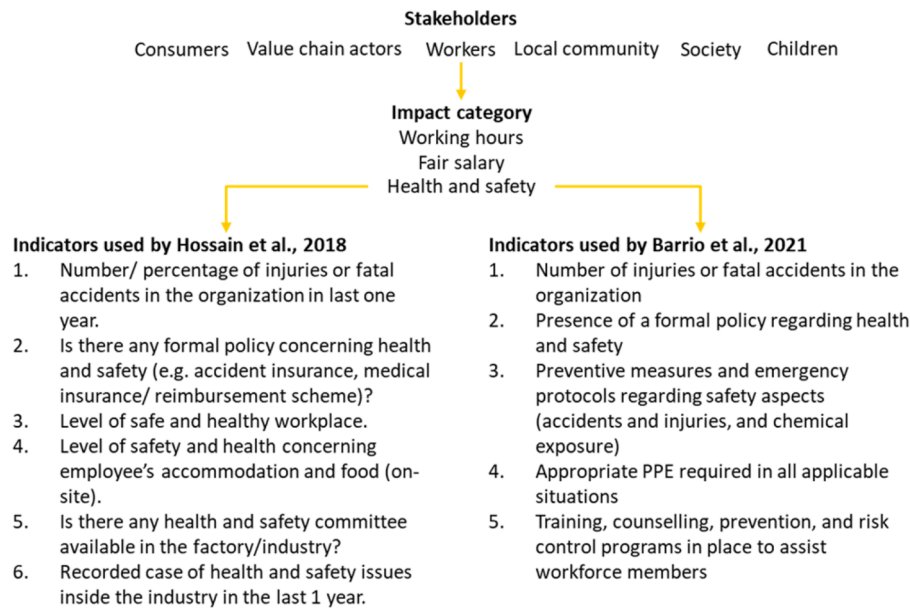 Stakeholders
Consumers Value chain actors Workers Local community Society Children
Impact category
Working hours
Fair salary
Health and safety
Indicators used by Hossain et al., 2018
1. Number/ percentage of injuries or fatal
accidents in the organization in last one
year.
2. Is there any formal policy concerning health
and safety (e.g. accident insurance, medical
insurance/ reimbursement scheme)?
3. Level of safe and healthy workplace.
4. Level of safety and health concerning
employee's accommodation and food (on-
site).
5. Is there any health and safety committee
available in the factory/industry?
6. Recorded case of health and safety issues
inside the industry in the last 1 year.
Indicators used by Barrio et al., 2021
1. Number of injuries or fatal accidents in the
organization
2. Presence of a formal policy regarding health
and safety
3. Preventive measures and emergency
protocols regarding safety aspects
(accidents and injuries, and chemical
exposure)
4. Appropriate PPE required in all applicable
situations
5. Training, counselling, prevention, and risk
control programs in place to assist
workforce members